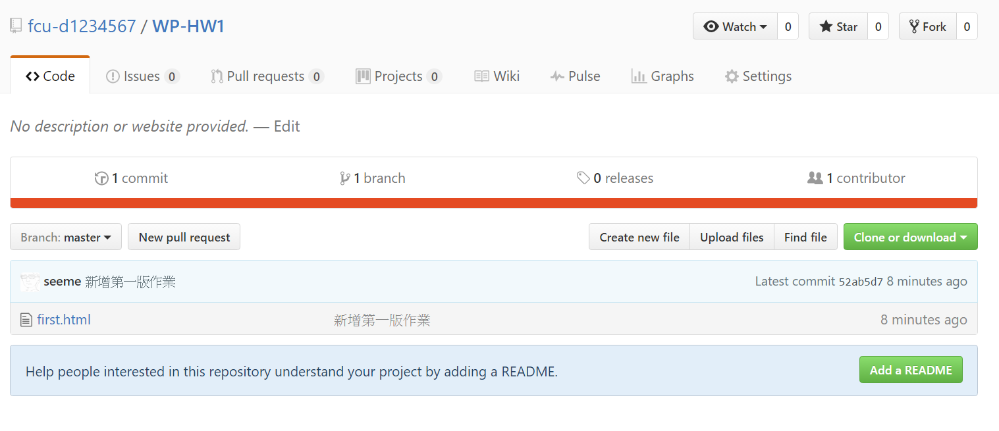 fcu-d1234567 / WP-HW1 Watch 0 Star 0 Fork 0
Code Issues 0 Pull requests 0 Projects 0 Wiki Pulse Graphs Settings
No description or website provided. — Edit
1 commit 1 branch 0 releases 1 contributor
Branch: master New pull request Create new file Upload files Find file Clone or download
seeme 新增第一版作業 Latest commit 52ab5d7 8 minutes ago
first.html 新增第一版作業 8 minutes ago
Help people interested in this repository understand your project by adding a README. Add a README